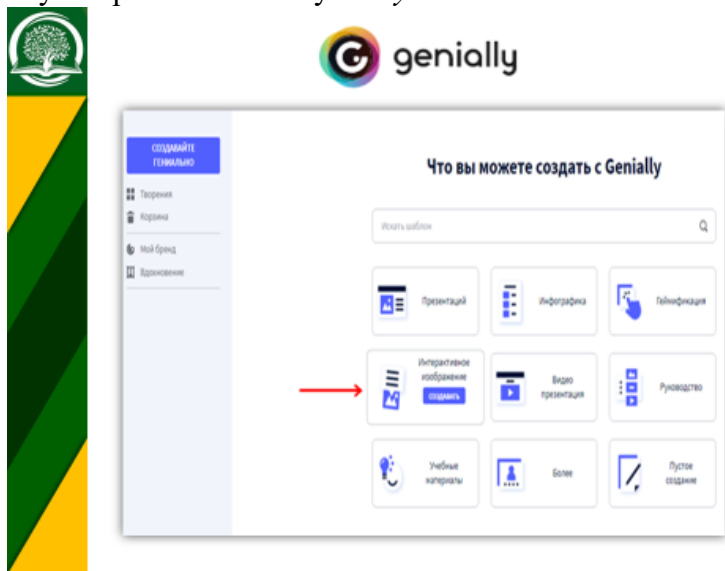 genially
СОЗДАВАЙТЕ
ГЕНИАЛЬНО
Творения
Корзина
Мой бренд
Вдохновение
Что вы можете создать с Genially
Искать шаблон
Презентаций
Инфографика
Геймификация
Интерактивное
изображение
СОЗДАВАТЬ
Видео
презентация
Руководство
Учебные
материалы
Более
Пустое
создание